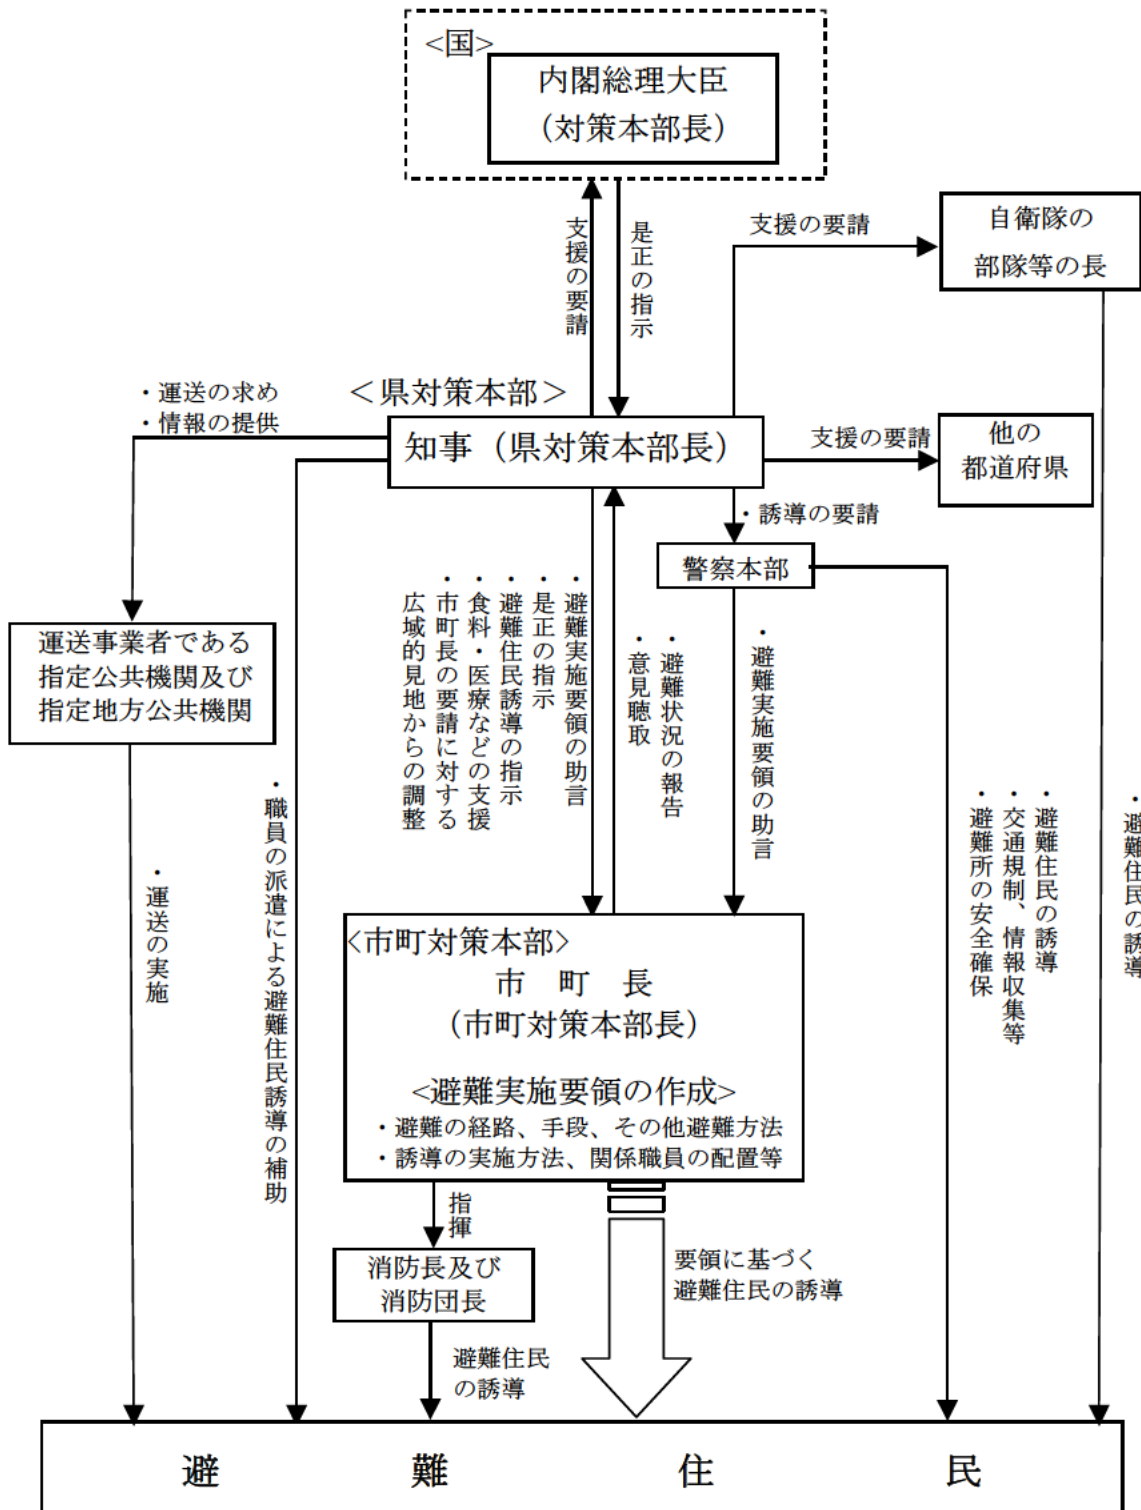 <国>
内閣総理大臣
（対策本部長）
支援の要請
是正の指示
支援の要請
自衛隊の
部隊等の長
・運送の求め
・情報の提供
＜県対策本部＞
知事（県対策本部長）
支援の要請
他の
都道府県
・誘導の要請
警察本部
運送事業者である
指定公共機関及び
指定地方公共機関
・避難実施要領の助言
・是正の指示
・避難住民誘導の指示
・食料・医療などの支援
・市町長の要請に対する
広域的見地からの調整
・避難状況の報告
・意見聴取
・避難実施要領の助言
・避難住民の誘導
・交通規制、情報収集等
・避難所の安全確保
・避難住民の誘導
・運送の実施
・職員の派遣による避難住民誘導の補助
<市町対策本部>
市　町　長
（市町対策本部長）
<避難実施要領の作成>
・避難の経路、手段、その他避難方法
・誘導の実施方法、関係職員の配置等
指揮
消防長及び
消防団長
要領に基づく
避難住民の誘導
避難住民
の誘導
避　難　住　民